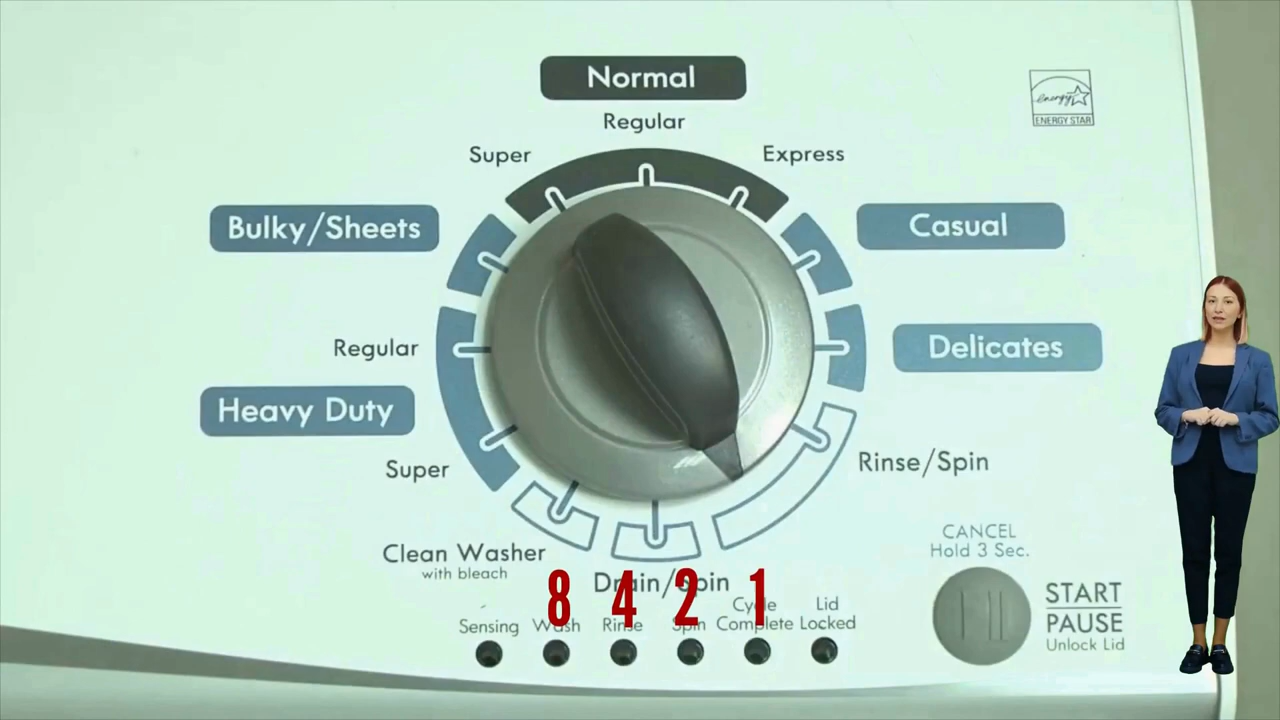 Normal
Regular
Super
Express
Bulky/Sheets
Casual
Regular
Delicates
Heavy Duty
Super
Rinse/Spin
Clean Washer
with bleach
Drain/Spin
CANCEL
Hold 3 Sec.
8 4 2 1
START
PAUSE
Unlock Lid
Sensing
Wash
Rinse
Spin
Cycle
Complete
Lid
Locked
energy
ENERGY STAR